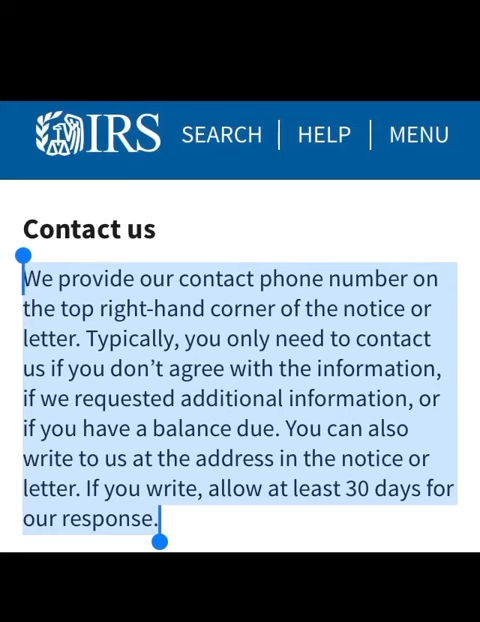 IRS SEARCH | HELP | MENU
Contact us
We provide our contact phone number on
the top right-hand corner of the notice or
letter. Typically, you only need to contact
us if you don’t agree with the information,
if we requested additional information, or
if you have a balance due. You can also
write to us at the address in the notice or
letter. If you write, allow at least 30 days for
our response.